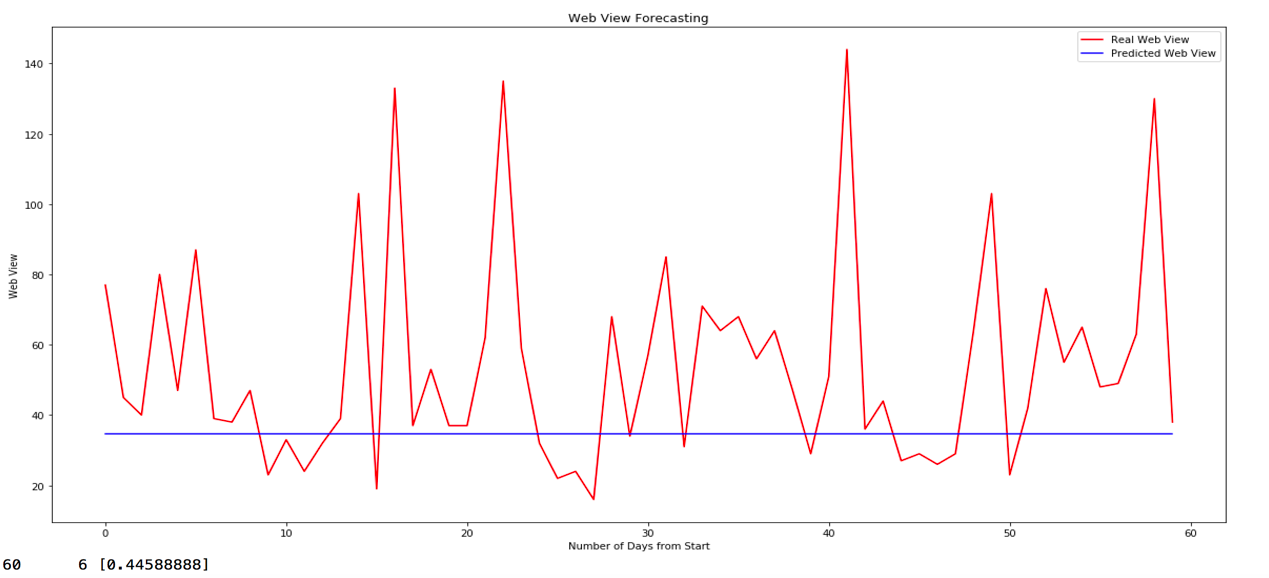 Web View Forecasting
Real Web View
Predicted Web View
140
120
100
80
60
40
20
Web View
0 10 20 30 40 50 60
Number of Days from Start
60 6 [0.44588888]